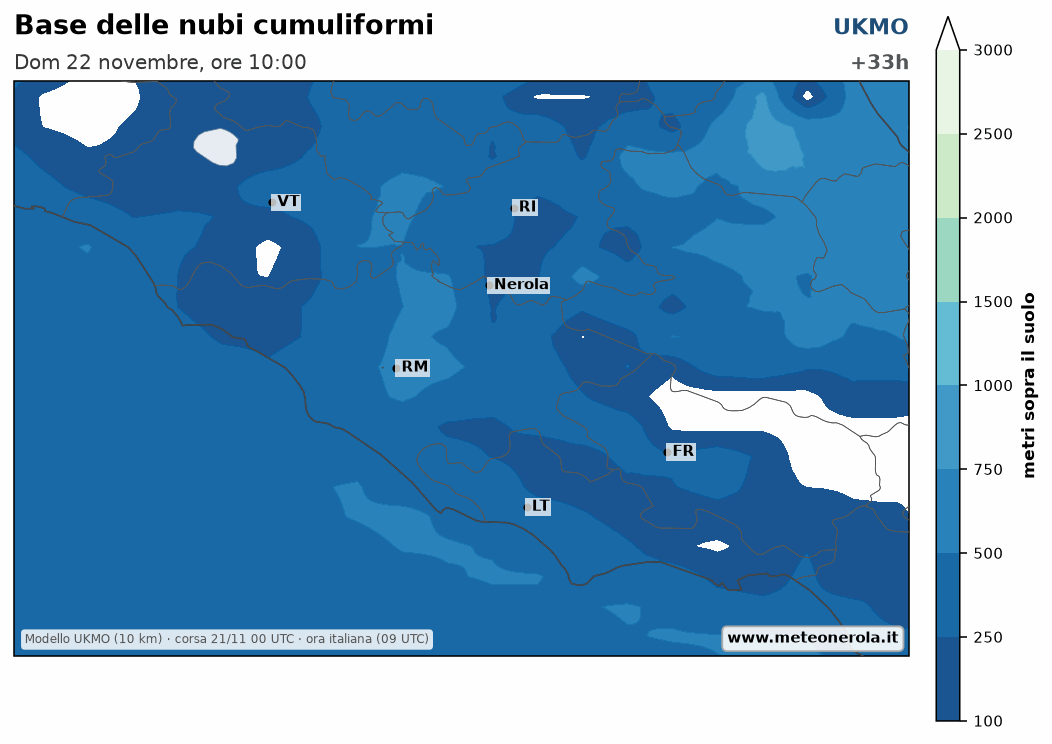 Base delle nubi cumuliformi
UKMO
Dom 22 novembre, ore 10:00
+33h
VT
RI
Nerola
RM
FR
LT
Modello UKMO (10 km) · corsa 21/11 00 UTC · ora italiana (09 UTC)
www.meteonerola.it
3000
2500
2000
1500
1000
750
500
250
100
metri sopra il suolo